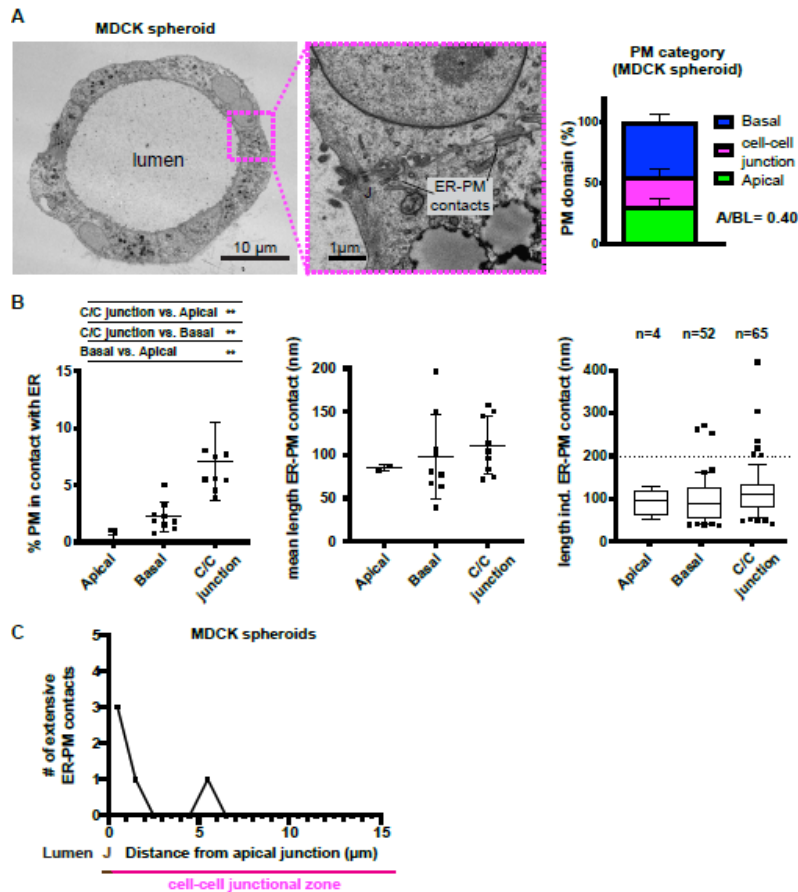 A
MDCK spheroid
lumen
10 μm
ER-PM
contacts
J
1μm
PM category
(MDCK spheroid)
PM domain (%)
100
50
0
Basal
cell-cell
junction
Apical
A/BL= 0.40
B
C/C junction vs. Apical **
C/C junction vs. Basal **
Basal vs. Apical **
% PM in contact with ER
15
10
5
0
Apical
Basal
C/C
junction
mean length ER-PM contact (nm)
200
150
100
50
0
Apical
Basal
C/C
junction
n=4 n=52 n=65
length ind. ER-PM contact (nm)
400
300
200
100
0
Apical
Basal
C/C
junction
C
MDCK spheroids
# of extensive
ER-PM contacts
5
4
3
2
1
0
0 5 10 15
Lumen J Distance from apical junction (μm)
cell-cell junctional zone